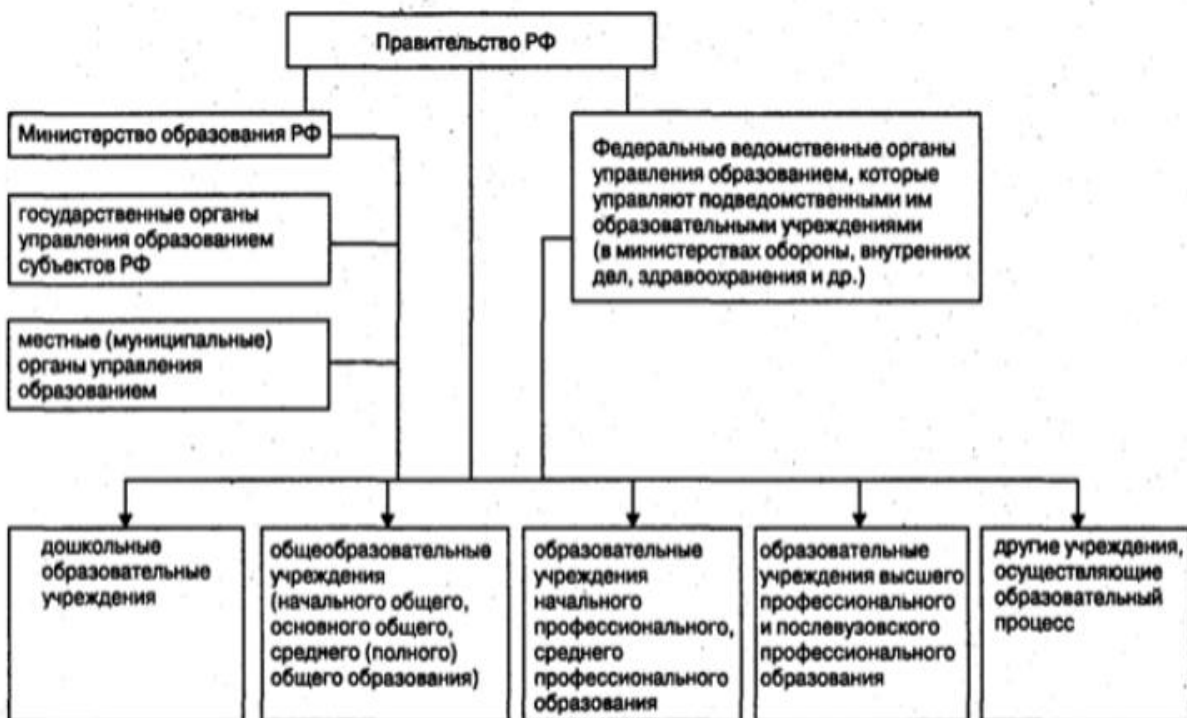 Правительство РФ
Министерство образования РФ
государственные органы
управления образованием
субъектов РФ
местные (муниципальные)
органы управления
образованием
Федеральные ведомственные органы
управления образованием, которые
управляют подведомственными им
образовательными учреждениями
(в министерствах обороны, внутренних
дел, здравоохранения и др.)
дошкольные
образовательные
учреждения
общеобразовательные
учреждения
(начального общего,
основного общего,
среднего (полного)
общего образования)
образовательные
учреждения
начального
профессионального,
среднего
профессионального
образования
образовательные
учреждения высшего
профессионального
и послевузовского
профессионального
образования
другие учреждения,
осуществляющие
образовательный
процесс